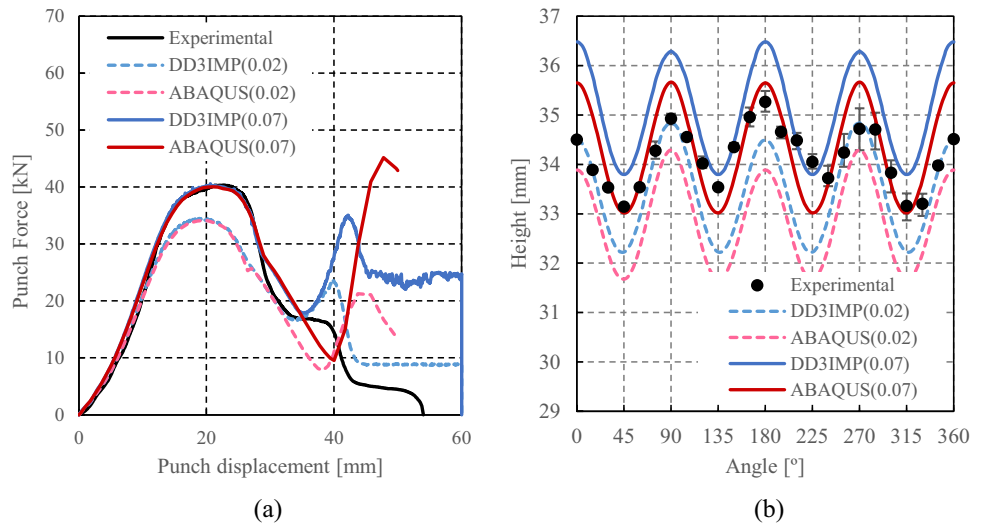 70
60
50
40
30
20
10
0
Punch Force [kN]
Experimental
DD3IMP(0.02)
ABAQUS(0.02)
DD3IMP(0.07)
ABAQUS(0.07)
0 20 40 60
Punch displacement [mm]
(a)
37
36
35
34
33
32
31
30
29
Height [mm]
Experimental
DD3IMP(0.02)
ABAQUS(0.02)
DD3IMP(0.07)
ABAQUS(0.07)
0 45 90 135 180 225 270 315 360
Angle [º]
(b)